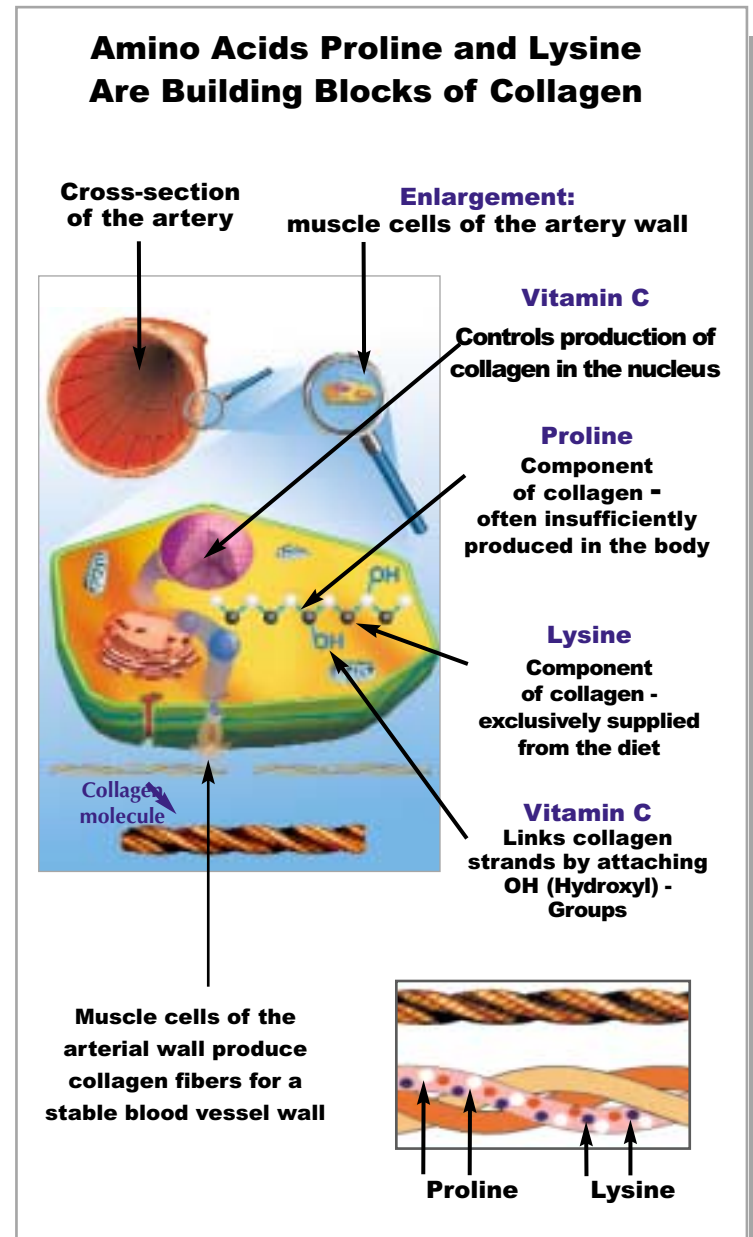 Amino Acids Proline and Lysine
Are Building Blocks of Collagen
Cross-section
of the artery
Enlargement:
muscle cells of the artery wall
Vitamin C
Controls production of
collagen in the nucleus
Proline
Component
of collagen -
often insufficiently
produced in the body
OH
OH
Lysine
Component
of collagen -
exclusively supplied
from the diet
Collagen
molecule
Vitamin C
Links collagen
strands by attaching
OH (Hydroxyl) -
Groups
Muscle cells of the
arterial wall produce
collagen fibers for a
stable blood vessel wall
Proline
Lysine